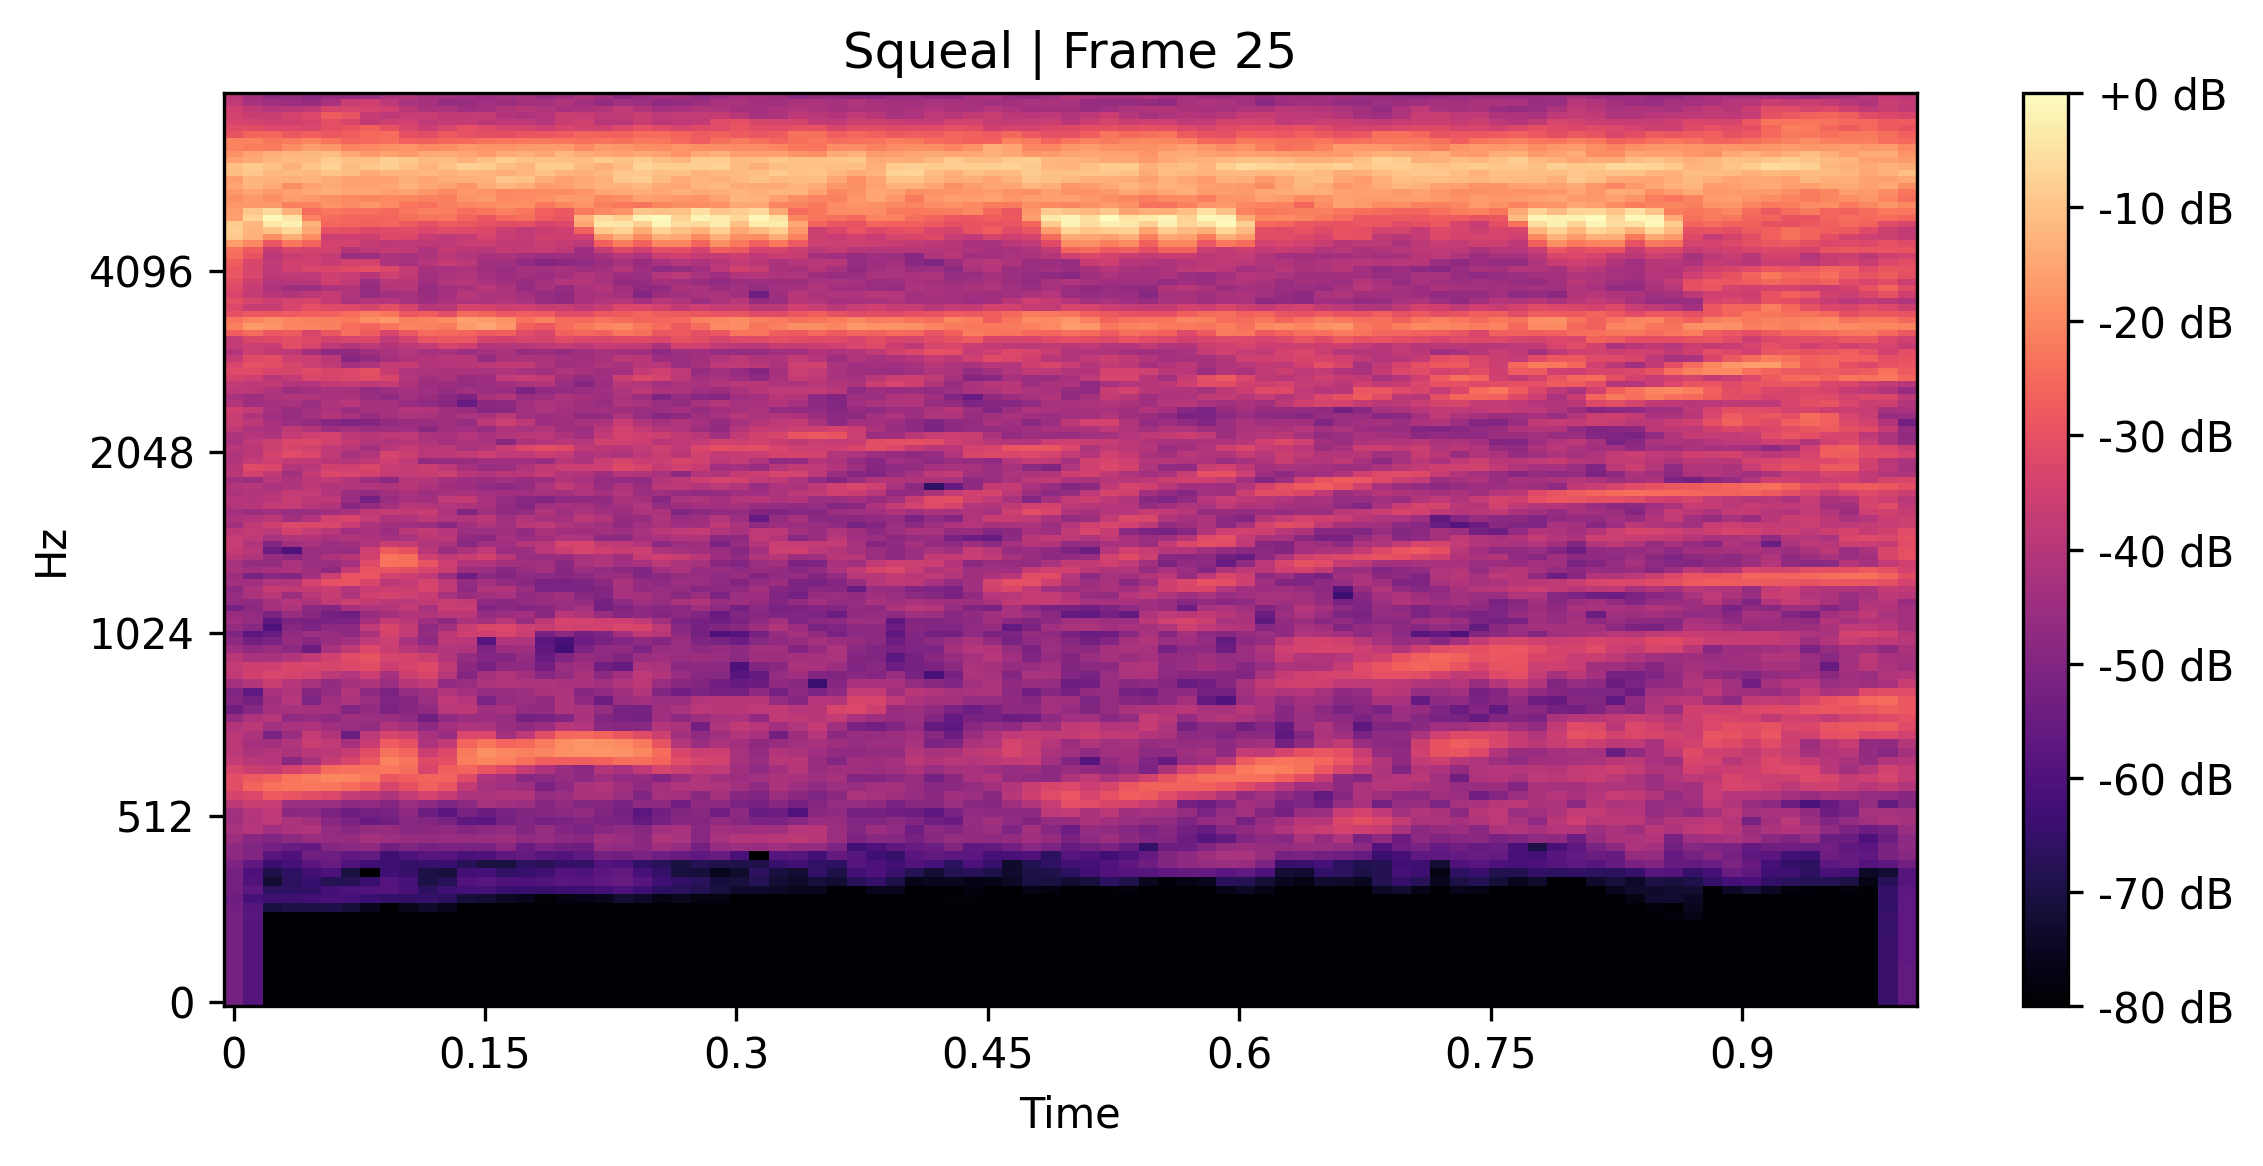 Squeal | Frame 25
+0 dB
-10 dB
4096
-20 dB
-30 dB
2048
-40 dB
Hz
1024
-50 dB
512
-60 dB
-70 dB
0
-80 dB
0 0.15 0.3 0.45 0.6 0.75 0.9
Time